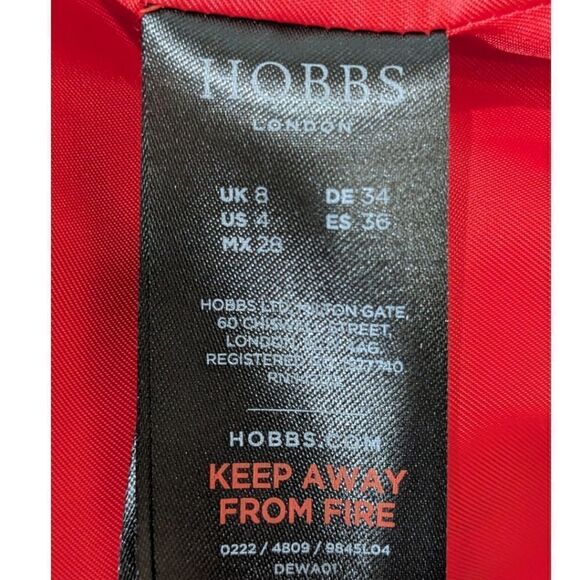 HOBBS
LONDON
UK 8 DE 34
US 4 ES 36
MX 28
HOBBS LTD, GATE,
60 STREET,
LONDON
REGISTERED
RN
HOBBS.COM
KEEP AWAY
FROM FIRE
0222 / 4809 / 9845L04
DEWA01